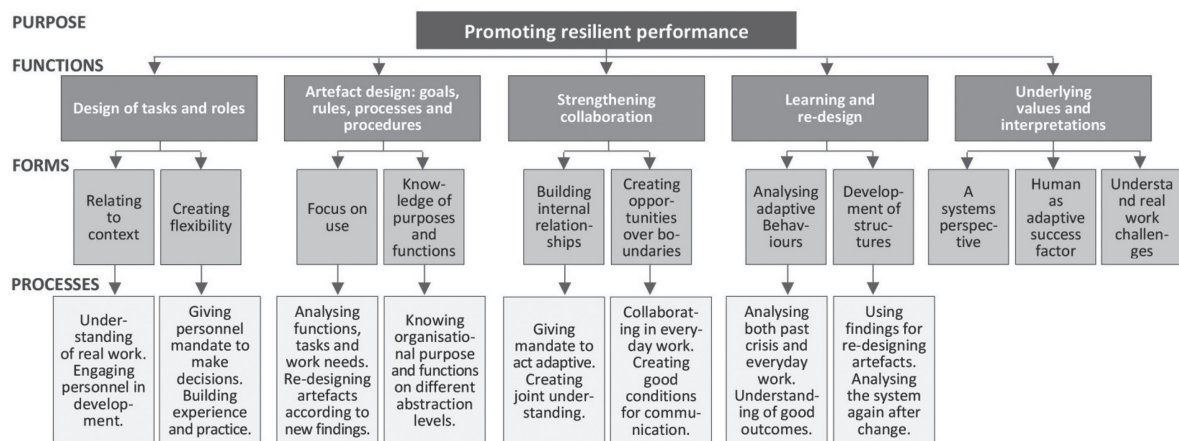 PURPOSE
Promoting resilient performance
FUNCTIONS
Design of tasks and roles
Artefact design: goals,
rules, processes and
procedures
Strengthening
collaboration
Learning and
re-design
Underlying
values and
interpretations
FORMS
Relating
to
context
Creating
flexibility
Focus on
use
Know-
ledge of
purposes
and
functions
Building
internal
relation-
ships
Creating
oppor-
tunities
over bo-
undaries
Analysing
adaptive
Behav-
iours
Develop-
ment of
struc-
tures
A
systems
perspec-
tive
Human
as
adaptive
success
factor
Understa
nd real
work
challen-
ges
PROCESSES
Under-
standing
of real work.
Engaging
personnel in
develop-
ment.
Giving
personnel
mandate to
make
decisions.
Building
experience
and practice.
Analysing
functions,
tasks and
work needs.
Re-designing
artefacts
according to
new findings.
Knowing
organisatio-
nal purpose
and functions
on different
abstraction
levels.
Giving
mandate to
act adaptive.
Creating
joint under-
standing.
Collaborat-
ing in every-
day work.
Creating
good
conditions
for commu-
nication.
Analysing
both past
crisis and
everyday
work.
Understand-
ing of good
outcomes.
Using
findings for
re-designing
artefacts.
Analysing
the system
again after
change.